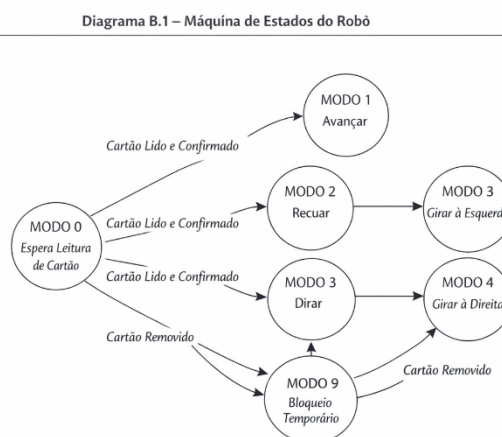 Diagrama B.1 – Máquína de Estados do Robò
MODO 1
Avançar
Cartão Lido e Confirmado
MODO 2
Recuar
MODO 3
Girar à Esquerd
MODO 0
Espera Leitura
de Cartão
Cartão Lido e Confirmado
Cartão Lido e Confirmado
MODO 3
Dirar
MODO 4
Girar à Direita
Cartão Removido
MODO 9
Bloqueio
Temporário
Cartão Removido